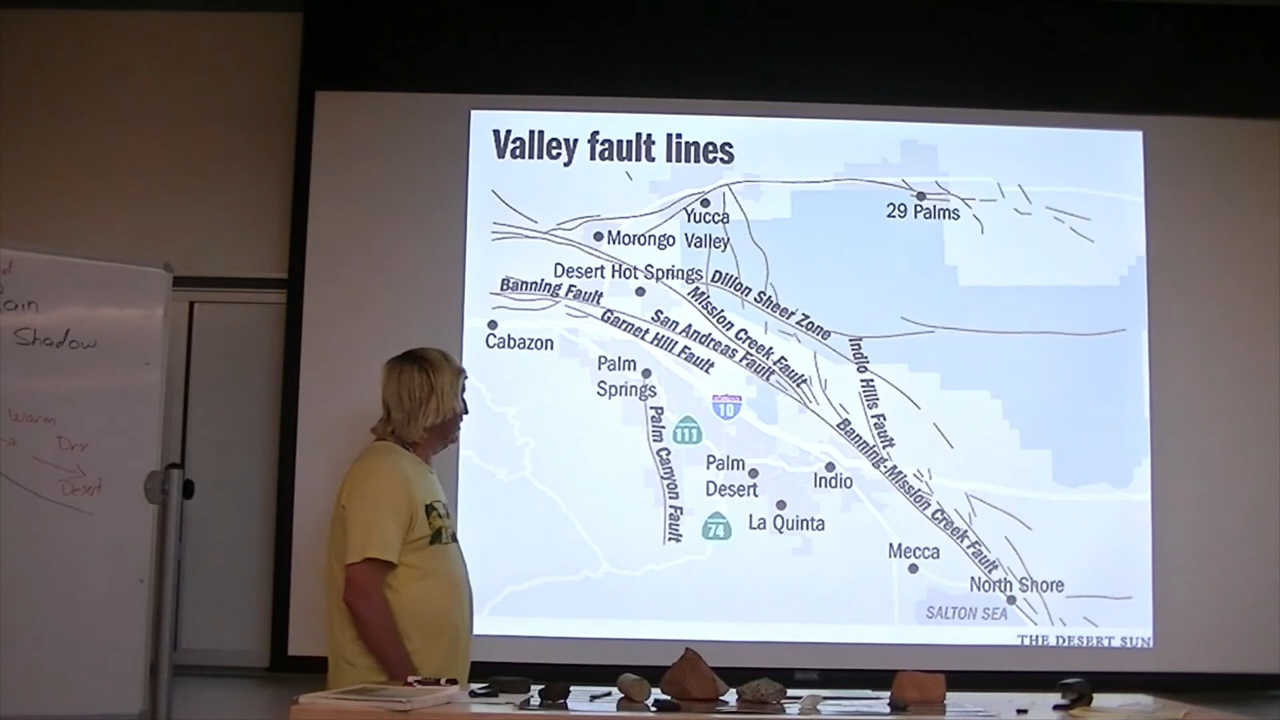 ain
Shadow
Warm
Dry
Desert
Valley fault lines
29 Palms
Yucca
Valley
Morongo
Desert Hot Springs
Dillon Sheer Zone
Banning Fault
Mission Creek Fault
San Andreas Fault
Garnet Hill Fault
Cabazon
Indio Hills Fault
Palm
Springs
10
111
Palm Canyon Fault
Banning-Mission Creek Fault
Palm
Desert
Indio
La Quinta
74
Mecca
North Shore
SALTON SEA
THE DESERT SUN